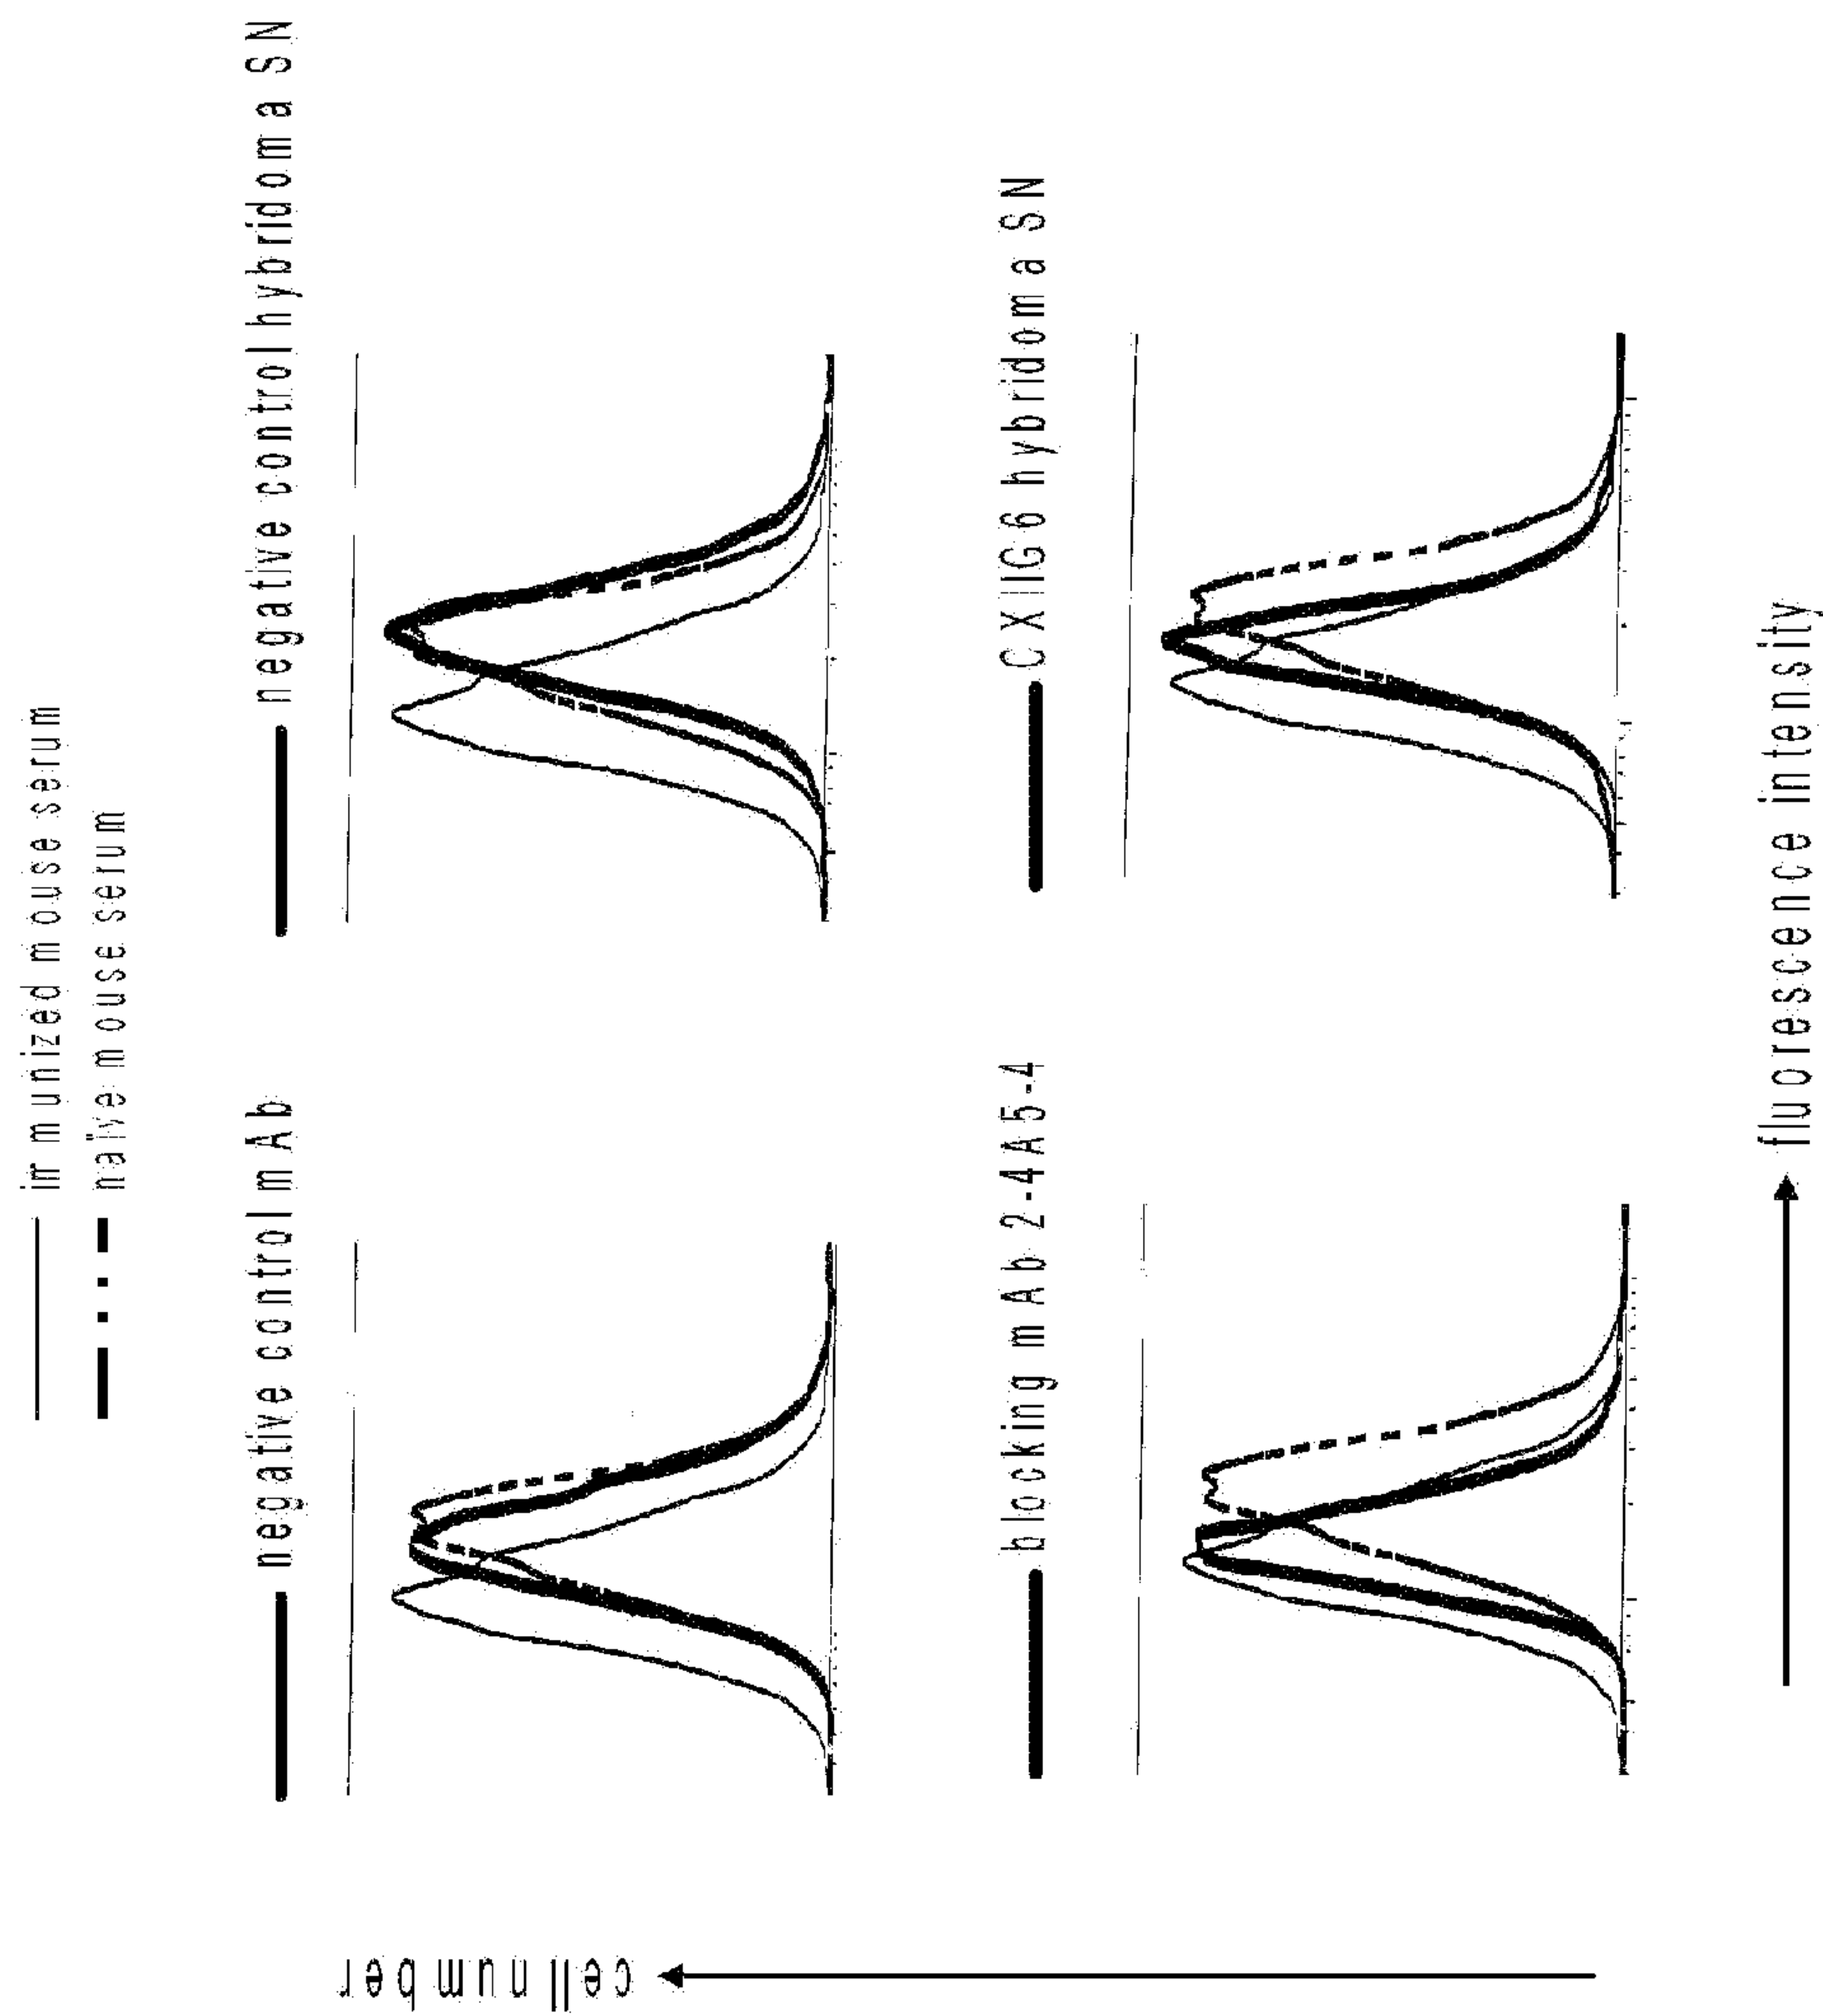 immunized mouse serum
naïve mouse serum
negative control mAb
negative control hybridoma SN
blocking mAb 2-4A5-4
CXIIG6 hybridoma SN
cell number
fluorescence intensity